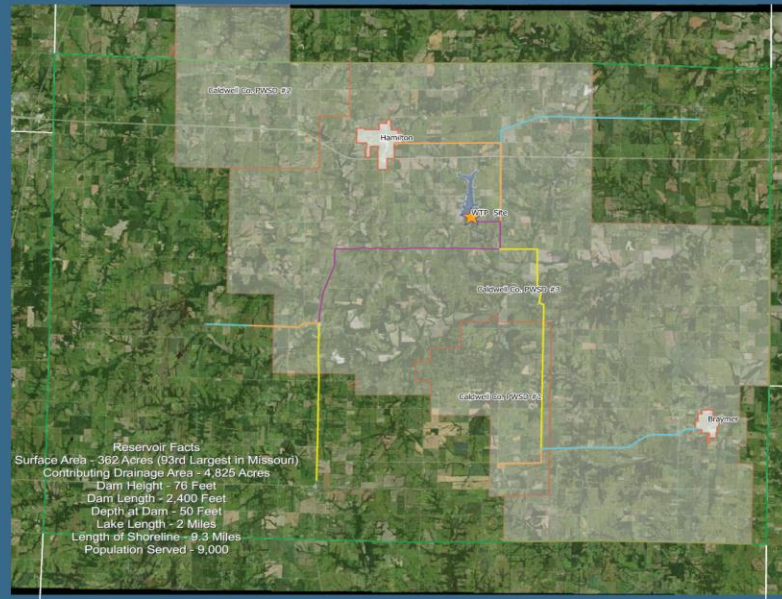 Caldwell Co. PWSD #2
Hamilton
WTP Site
Caldwell Co. PWSD #3
Caldwell Co. PWSD #3
Braymer
Reservoir Facts
Surface Area - 362 Acres (93rd Largest in Missouri)
Contributing Drainage Area - 4,825 Acres
Dam Height - 76 Feet
Dam Length - 2,400 Feet
Depth at Dam - 50 Feet
Lake Length - 2 Miles
Length of Shoreline - 9.3 Miles
Population Served - 9,000